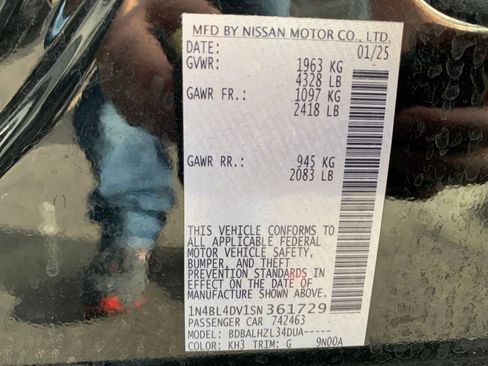 MFD BY NISSAN MOTOR CO., LTD.
DATE: 01/25
GVWR: 1963 KG
4328 LB
GAWR FR.: 1097 KG
2418 LB
GAWR RR.: 945 KG
2083 LB
THIS VEHICLE CONFORMS TO
ALL APPLICABLE FEDERAL
MOTOR VEHICLE SAFETY,
BUMPER, AND THEFT
PREVENTION STANDARDS IN
EFFECT ON THE DATE OF
MANUFACTURE SHOWN ABOVE.
1N4BL4DV1SN361729
PASSENGER CAR 742463
MODEL: BDBALHZL34DUA-----
COLOR: KH3 TRIM: G 9N00A